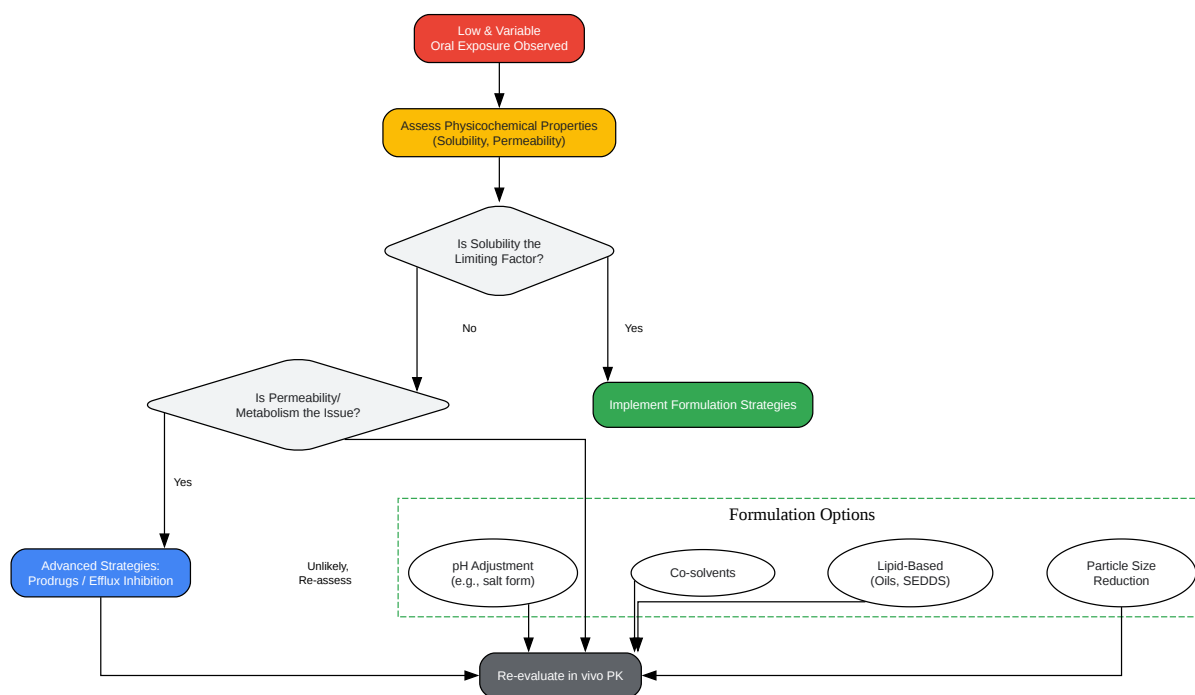 Low & Variable
Oral Exposure Observed
Assess Physicochemical Properties
(Solubility, Permeability)
Is Solubility the
Limiting Factor?
No
Yes
Is Permeability/
Metabolism the Issue?
Implement Formulation Strategies
Yes
Formulation Options
Advanced Strategies:
Prodrugs / Efflux Inhibition
Unlikely,
Re-assess
pH Adjustment
(e.g., salt form)
Co-solvents
Lipid-Based
(Oils, SEDDS)
Particle Size
Reduction
Re-evaluate in vivo PK